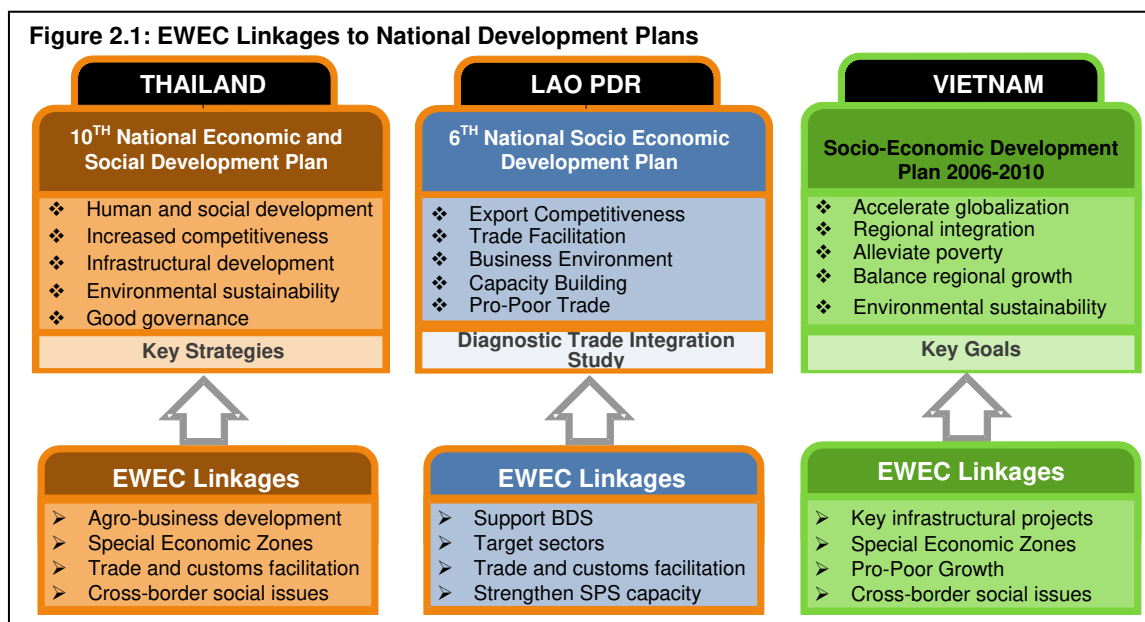 Figure 2.1: EWEC Linkages to National Development Plans
THAILAND
10TH National Economic and
Social Development Plan
❖ Human and social development
❖ Increased competitiveness
❖ Infrastructural development
❖ Environmental sustainability
❖ Good governance
Key Strategies
EWEC Linkages
➢ Agro-business development
➢ Special Economic Zones
➢ Trade and customs facilitation
➢ Cross-border social issues
LAO PDR
6TH National Socio Economic
Development Plan
❖ Export Competitiveness
❖ Trade Facilitation
❖ Business Environment
❖ Capacity Building
❖ Pro-Poor Trade
Diagnostic Trade Integration
Study
EWEC Linkages
➢ Support BDS
➢ Target sectors
➢ Trade and customs facilitation
➢ Strengthen SPS capacity
VIETNAM
Socio-Economic Development
Plan 2006-2010
❖ Accelerate globalization
❖ Regional integration
❖ Alleviate poverty
❖ Balance regional growth
❖ Environmental sustainability
Key Goals
EWEC Linkages
➢ Key infrastructural projects
➢ Special Economic Zones
➢ Pro-Poor Growth
➢ Cross-border social issues